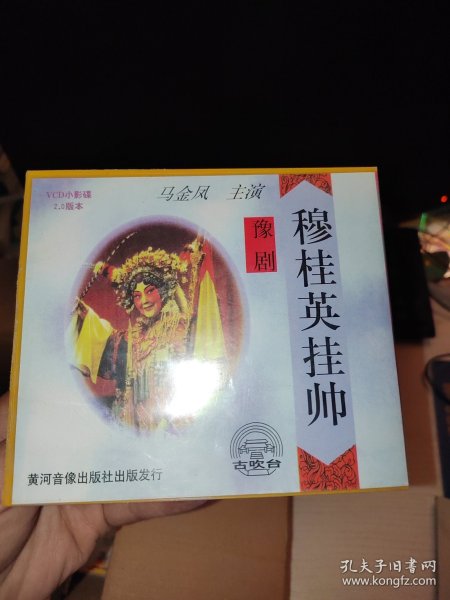 VCD小影碟
2.0版本
马金凤 主演
豫剧
穆桂英挂帅
古吹台
黄河音像出版社出版发行
孔夫子旧书网
www.kongfz.com